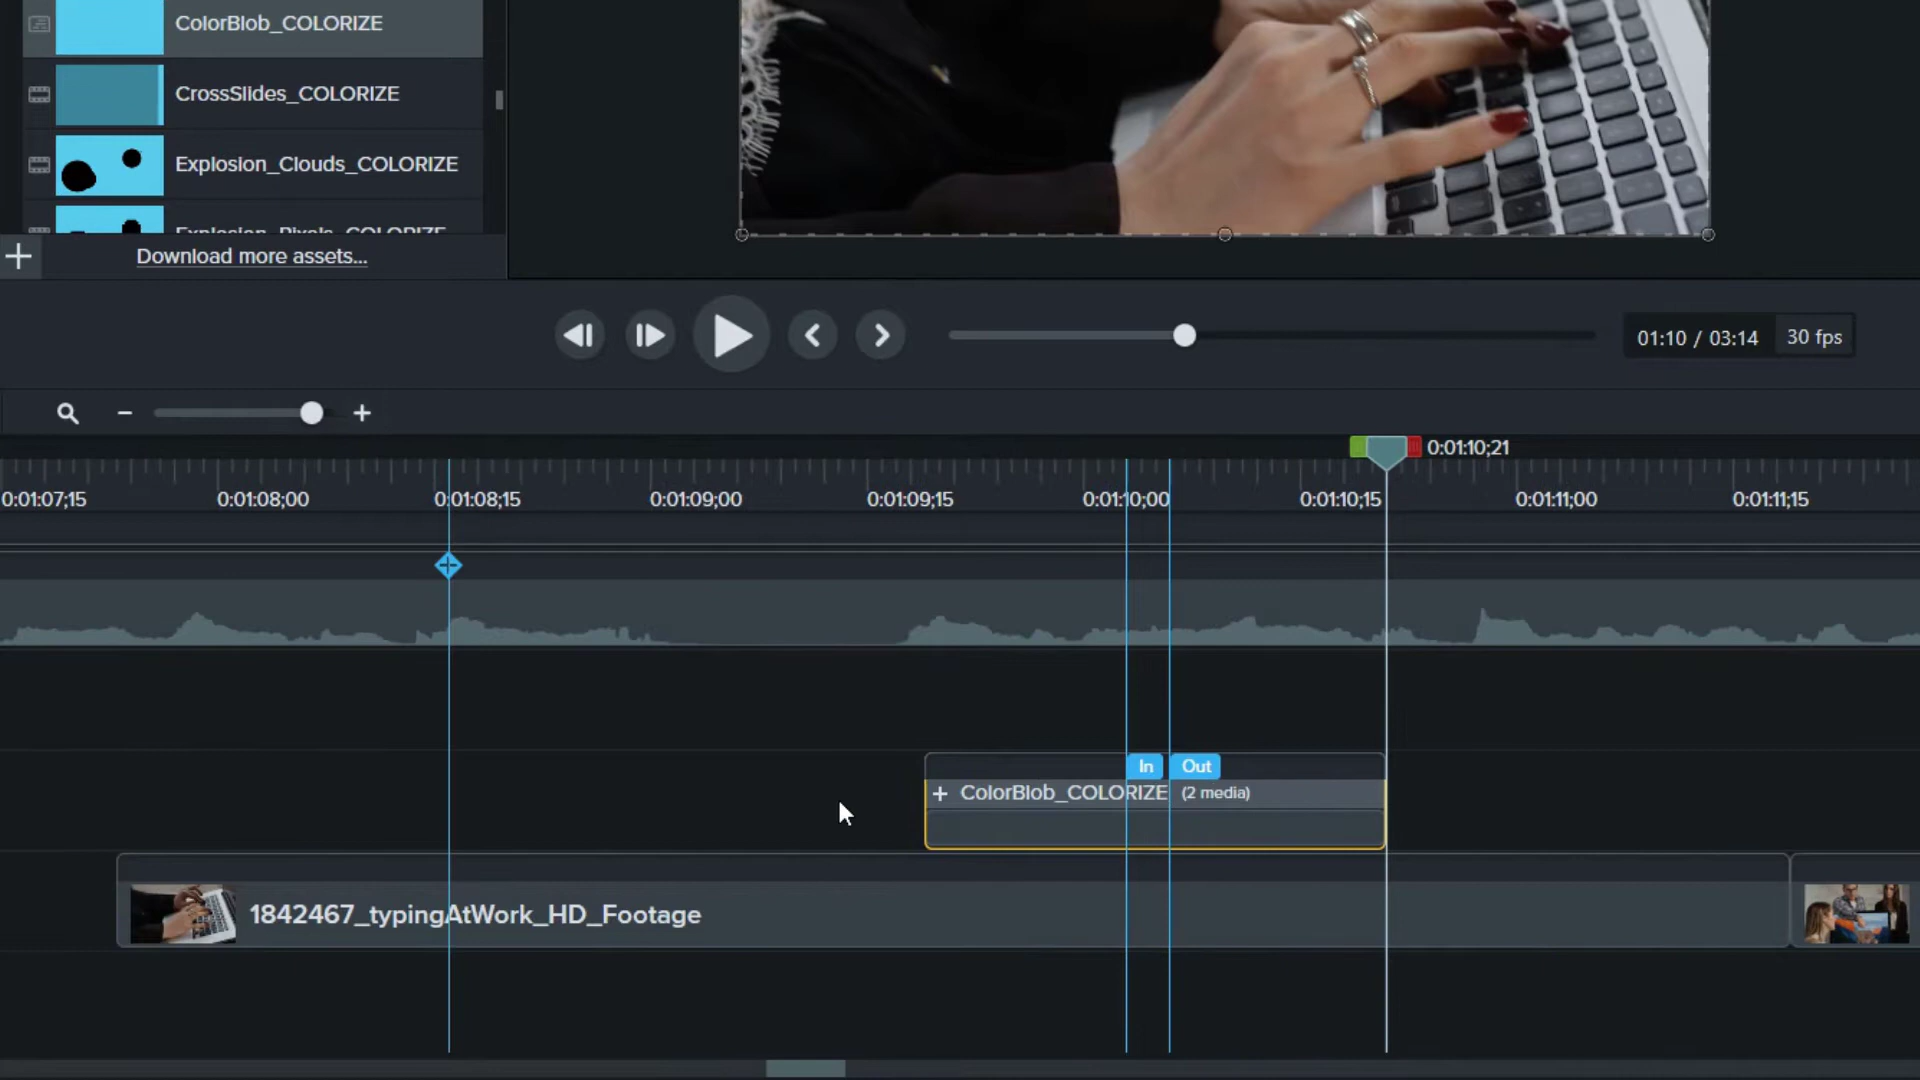 ColorBlob_COLORIZE
CrossSlides_COLORIZE
Explosion_Clouds_COLORIZE
Explosion_Pixels_COLORIZE
Download more assets...
01:10 / 03:14 30 fps
0:01:10;21
0:01:07;15 0:01:08;00 0:01:08;15 0:01:09;00 0:01:09;15 0:01:10;00 0:01:10;15 0:01:11;00 0:01:11;15
In Out
+ ColorBlob_COLORIZE (2 media)
1842467_typingAtWork_HD_Footage